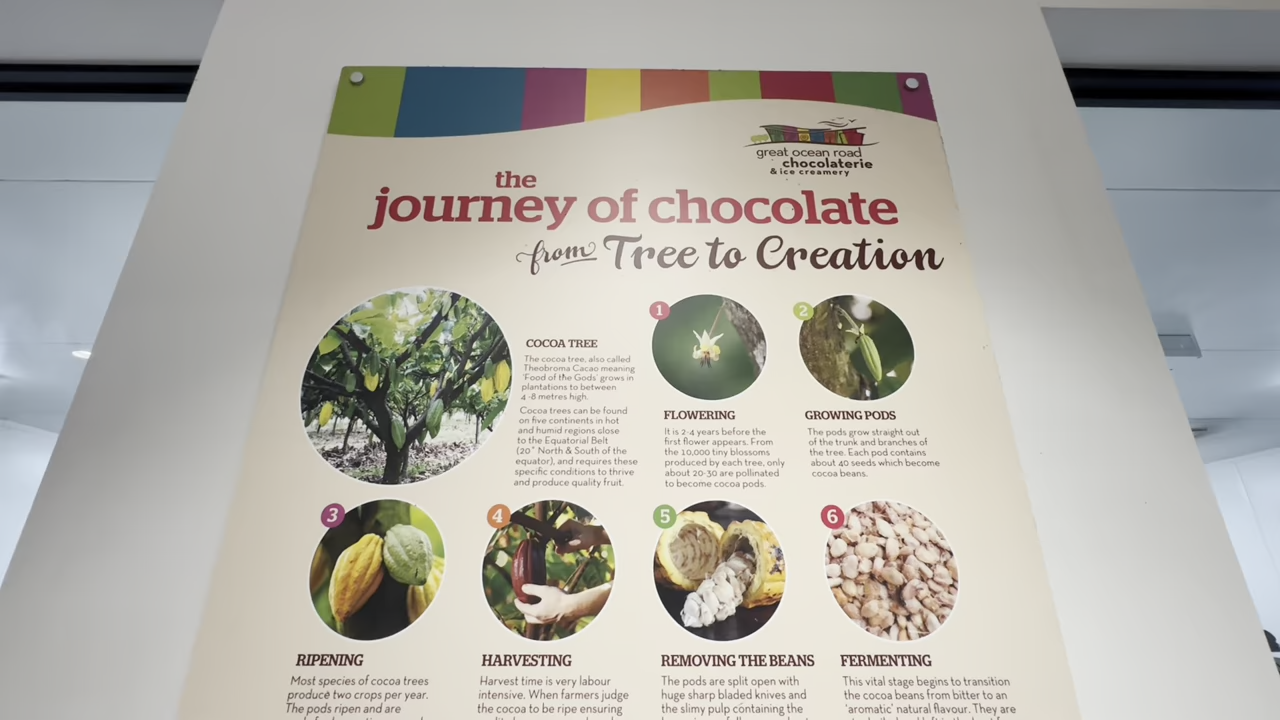 great ocean road
chocolaterie
& ice creamery
the
journey of chocolate
from Tree to Creation
COCOA TREE
The cocoa tree, also called
Theobroma Cacao meaning
'Food of the Gods' grows in
plantations to between
4-8 metres high.
Cocoa trees can be found
on five continents in hot
and humid regions close
to the Equatorial Belt
(20° North & South of the
equator), and requires these
specific conditions to thrive
and produce quality fruit.
1
FLOWERING
It is 2-4 years before the
first flower appears. From
the 10,000 tiny blossoms
produced by each tree, only
about 20-30 are pollinated
to become cocoa pods.
2
GROWING PODS
The pods grow straight out
of the trunk and branches of
the tree. Each pod contains
about 40 seeds which become
cocoa beans.
3
RIPENING
Most species of cocoa trees
produce two crops per year.
The pods ripen and are
4
HARVESTING
Harvest time is very labour
intensive. When farmers judge
the cocoa to be ripe ensuring
5
REMOVING THE BEANS
The pods are split open with
huge sharp bladed knives and
the slimy pulp containing the
6
FERMENTING
This vital stage begins to transition
the cocoa beans from bitter to an
'aromatic' natural flavour. They are